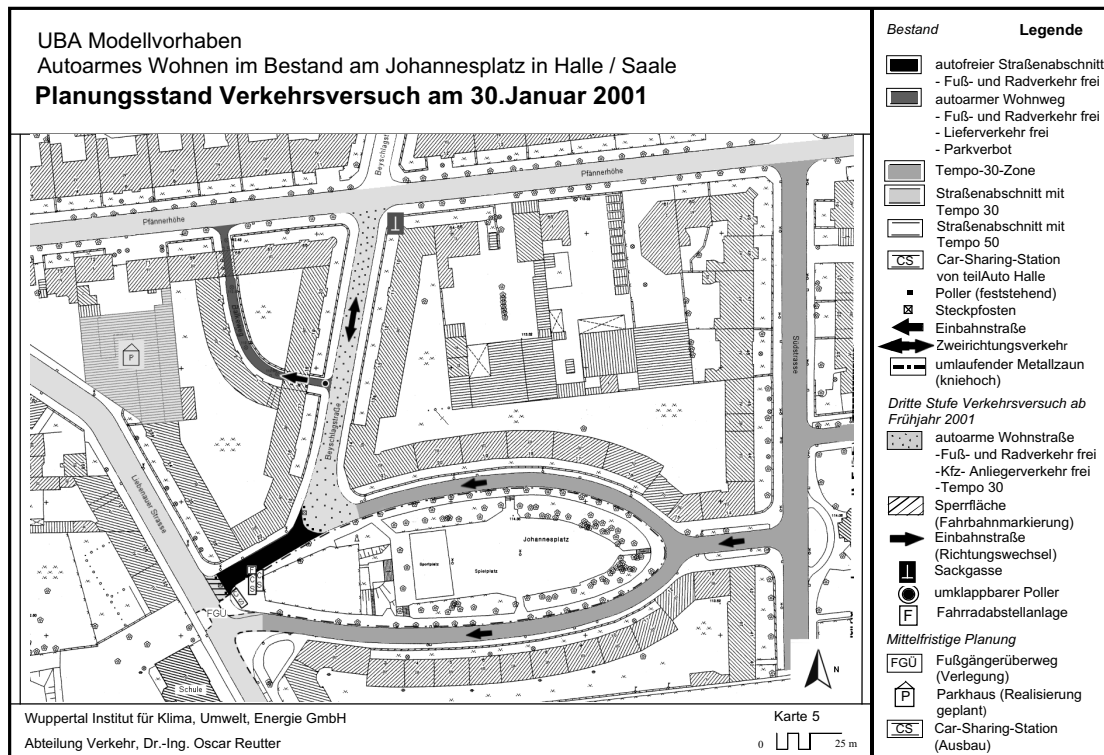 UBA Modellvorhaben
Autoarmes Wohnen im Bestand am Johannesplatz in Halle / Saale
Planungsstand Verkehrsversuch am 30.Januar 2001
Beyschlagstr
Pfännerhöhe
Pfännerhöhe
Südstrasse
P
Beyschlagstraße
Liebenauer Strasse
Johannesplatz
Sportplatz
Spielplatz
F
CS
FGÜ
Schule
N
Wuppertal Institut für Klima, Umwelt, Energie GmbH
Abteilung Verkehr, Dr.-Ing. Oscar Reutter
Karte 5
0 25 m
Bestand Legende
autofreier Straßenabschnitt
- Fuß- und Radverkehr frei
autoarmer Wohnweg
- Fuß- und Radverkehr frei
- Lieferverkehr frei
- Parkverbot
Tempo-30-Zone
Straßenabschnitt mit
Tempo 30
Straßenabschnitt mit
Tempo 50
CS Car-Sharing-Station
von teilAuto Halle
Poller (feststehend)
Steckpfosten
Einbahnstraße
Zweirichtungsverkehr
umlaufender Metallzaun
(kniehoch)
Dritte Stufe Verkehrsversuch ab
Frühjahr 2001
autoarme Wohnstraße
-Fuß- und Radverkehr frei
-Kfz- Anliegerverkehr frei
-Tempo 30
Sperrfläche
(Fahrbahnmarkierung)
Einbahnstraße
(Richtungswechsel)
Sackgasse
umklappbarer Poller
F Fahrradabstellanlage
Mittelfristige Planung
FGÜ Fußgängerüberweg
(Verlegung)
P Parkhaus (Realisierung
geplant)
CS Car-Sharing-Station
(Ausbau)